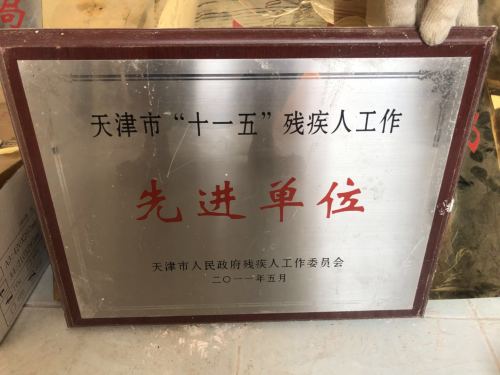 天津市“十一五”残疾人工作
先进单位
天津市人民政府残疾人工作委员会
二〇一一年五月
局